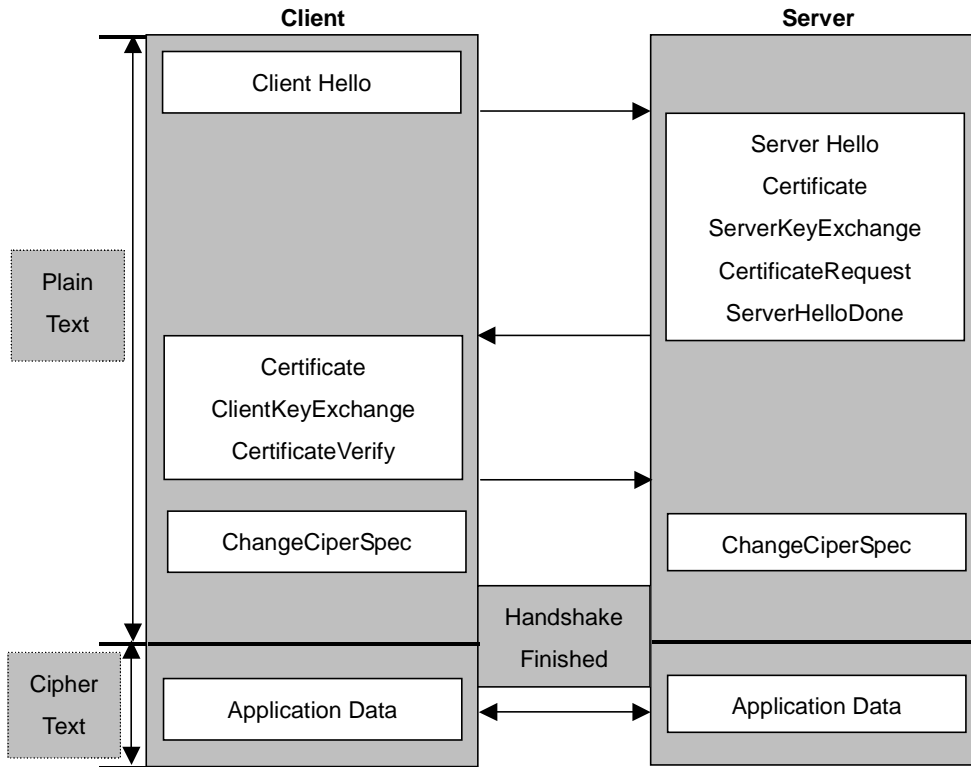 Client
Server
Client Hello
Server Hello
Certificate
ServerKeyExchange
CertificateRequest
ServerHelloDone
Plain
Text
Certificate
ClientKeyExchange
CertificateVerify
ChangeCiperSpec
ChangeCiperSpec
Handshake
Finished
Cipher
Text
Application Data
Application Data